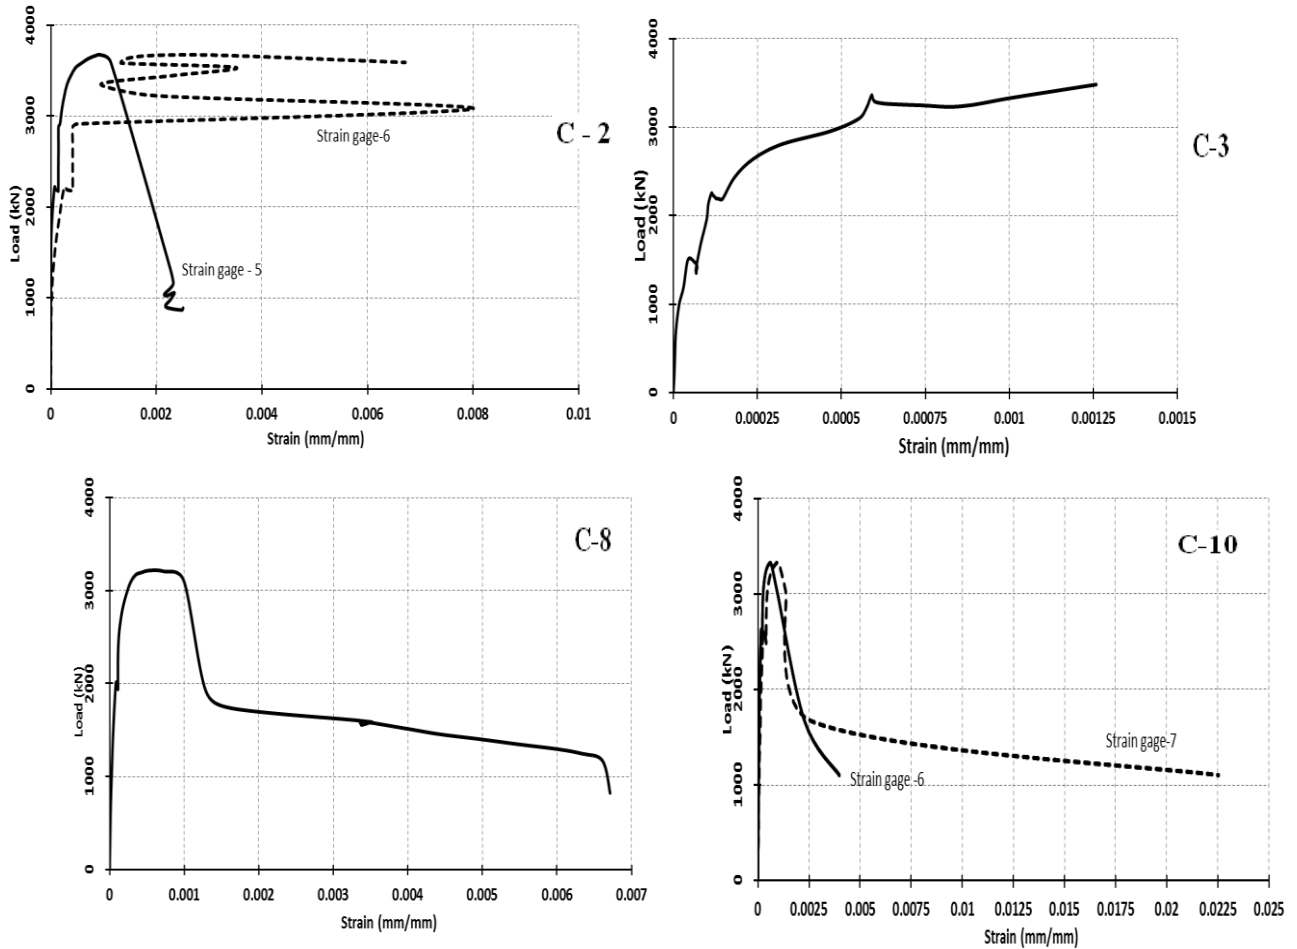 4000
3000
2000
1000
0
Load (kN)
0 0.002 0.004 0.006 0.008 0.01
Strain (mm/mm)
C - 2
Strain gage-6
Strain gage - 5
4000
3000
2000
1000
0
Load (kN)
0 0.00025 0.0005 0.00075 0.001 0.00125 0.0015
Strain (mm/mm)
C-3
4000
3000
2000
1000
0
Load (kN)
0 0.001 0.002 0.003 0.004 0.005 0.006 0.007
Strain (mm/mm)
C-8
4000
3000
2000
1000
0
Load (kN)
0 0.0025 0.005 0.0075 0.01 0.0125 0.015 0.0175 0.02 0.0225 0.025
Strain (mm/mm)
C-10
Strain gage-7
Strain gage -6